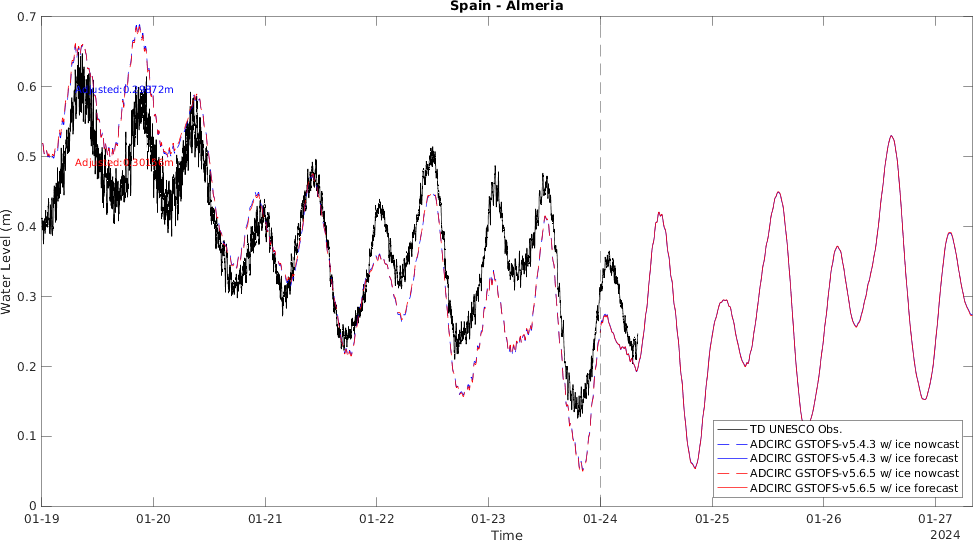 Spain - Almeria
0.7
0.6
0.5
0.4
0.3
0.2
0.1
0
Water Level (m)
Adjusted:
Adjusted:
TD UNESCO Obs.
ADCIRC GSTOFS-v5.4.3 w/ ice nowcast
ADCIRC GSTOFS-v5.4.3 w/ ice forecast
ADCIRC GSTOFS-v5.6.5 w/ ice nowcast
ADCIRC GSTOFS-v5.6.5 w/ ice forecast
01-19 01-20 01-21 01-22 01-23 01-24 01-25 01-26 01-27
Time
2024